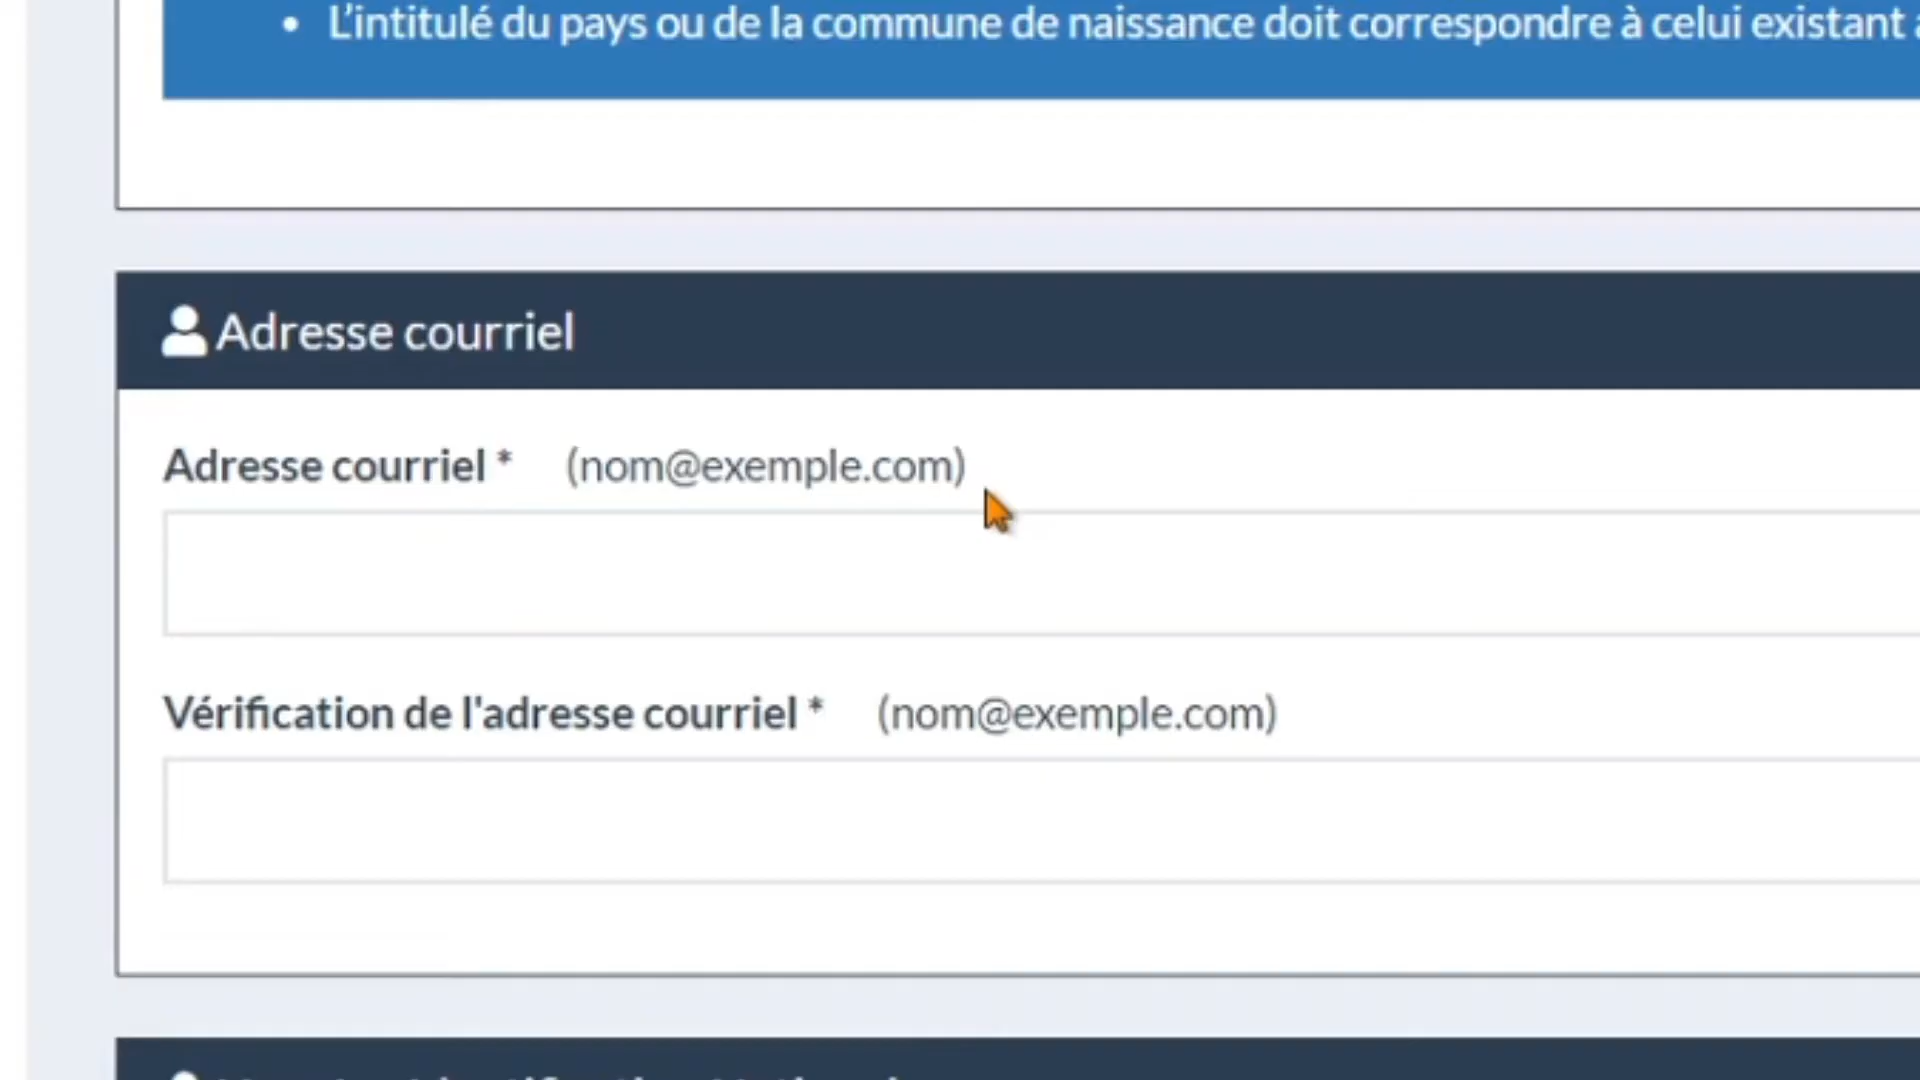 • L'intitulé du pays ou de la commune de naissance doit correspondre à celui existant
Adresse courriel
Adresse courriel * (nom@exemple.com)
Vérification de l'adresse courriel * (nom@exemple.com)